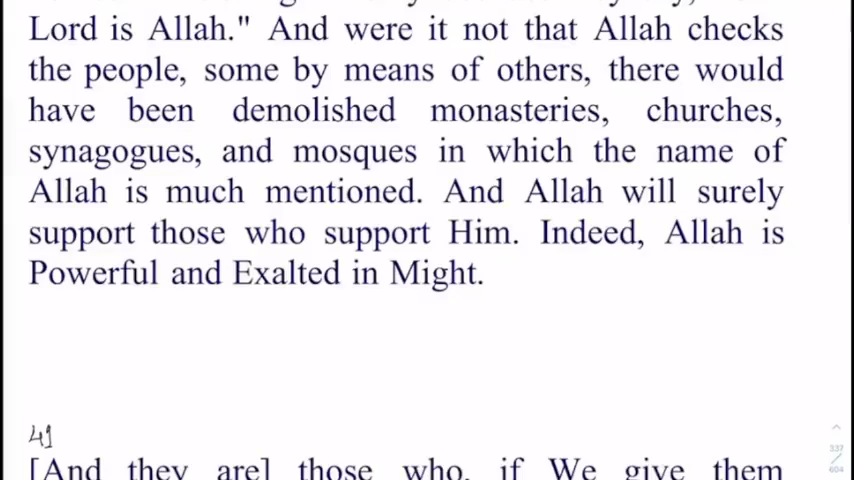 Lord is Allah." And were it not that Allah checks
the people, some by means of others, there would
have been demolished monasteries, churches,
synagogues, and mosques in which the name of
Allah is much mentioned. And Allah will surely
support those who support Him. Indeed, Allah is
Powerful and Exalted in Might.
41
[And they are] those who, if We give them
337
/
604